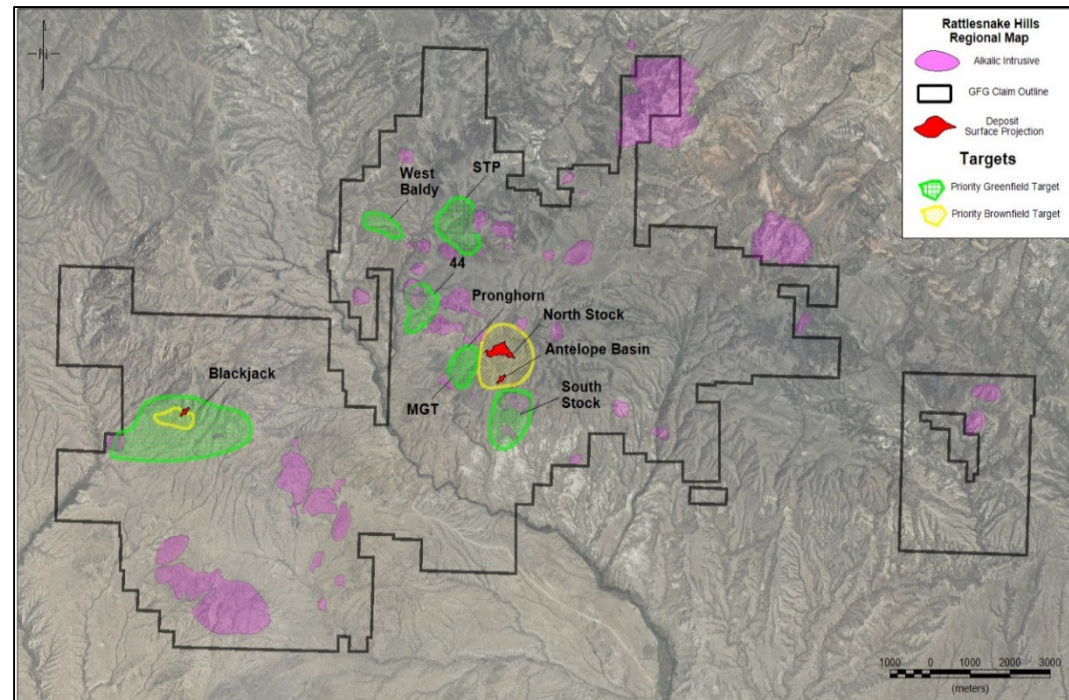 N
Rattlesnake Hills
Regional Map
Alkalic Intrusive
GFG Claim Outline
Deposit
Surface Projection
Targets
Priority Greenfield Target
Priority Brownfield Target
West
Baldy
STP
44
Pronghorn
North Stock
Antelope Basin
Blackjack
MGT
South
Stock
1000 0 1000 2000 3000
(meters)